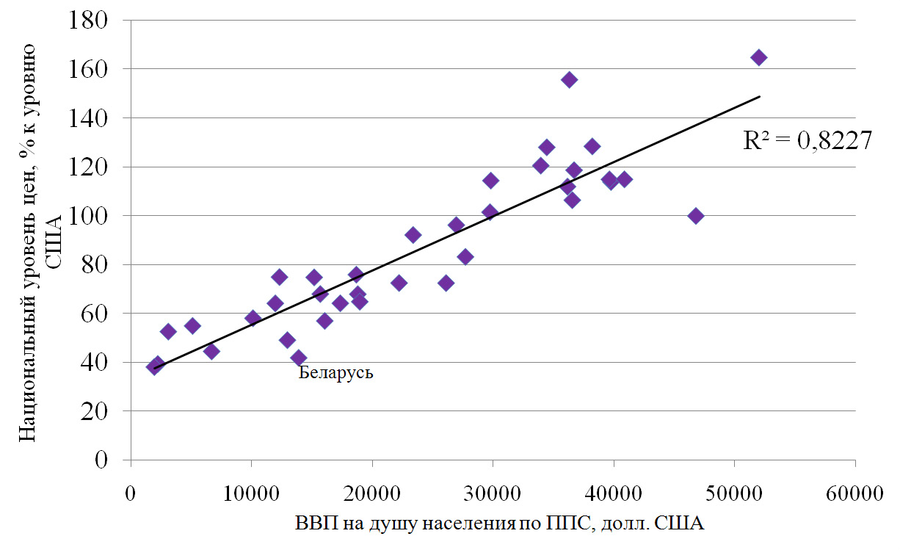 Национальный уровень цен, % к уровню
США
180
160
140
120
100
80
60
40
20
0
R² = 0,8227
Беларусь
0 10000 20000 30000 40000 50000 60000
ВВП на душу населения по ППС, долл. США